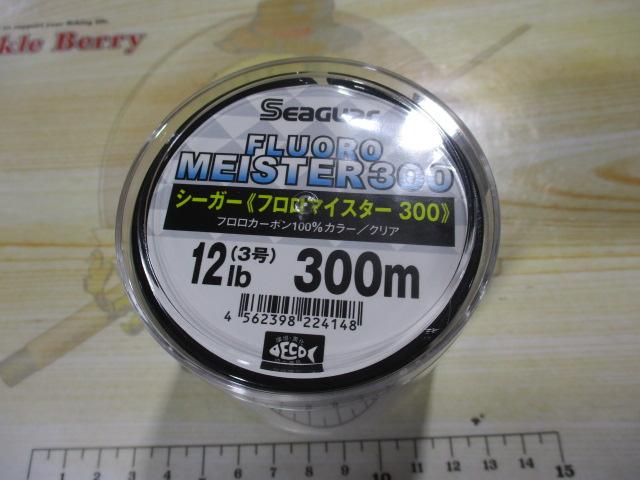 kle Berry
Seaguar
FLUORO
MEISTER300
シーガー《フロロマイスター 300》
フロロカーボン100%カラー/クリア
12lb (3号) 300m
4 562398 224148
ECO
1 2 3 4 5 6 7 8 9 10 11 12 13 14 15